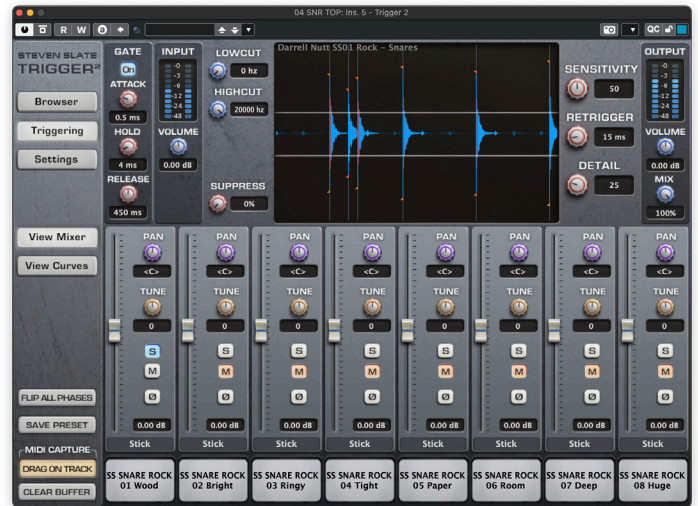 04 SNR TOP: Ins. 5 - Trigger 2
R W a QC
STEVEN SLATE
TRIGGER²
Browser
Triggering
Settings
View Mixer
View Curves
FLIP ALL PHASES
SAVE PRESET
MIDI CAPTURE
DRAG ON TRACK
CLEAR BUFFER
GATE
On
ATTACK
0.5 ms
HOLD
4 ms
RELEASE
450 ms
INPUT
-0
-3
-6
-12
-24
-48
VOLUME
0.00 dB
LOWCUT
0 hz
HIGHCUT
20000 hz
SUPPRESS
0%
Darrell Nutt SS01 Rock - Snares
SENSITIVITY
50
RETRIGGER
15 ms
DETAIL
25
OUTPUT
-0
-3
-6
-12
-24
-48
VOLUME
0.00 dB
MIX
100%
PAN PAN PAN PAN PAN PAN PAN PAN
<C> <C> <C> <C> <C> <C> <C> <C>
TUNE TUNE TUNE TUNE TUNE TUNE TUNE TUNE
0 0 0 0 0 0 0 0
S S S S S S S S
M M M M M M M M
Ø Ø Ø Ø Ø Ø Ø Ø
0.00 dB 0.00 dB 0.00 dB 0.00 dB 0.00 dB 0.00 dB 0.00 dB 0.00 dB
Stick Stick Stick Stick Stick Stick Stick Stick
SS SNARE ROCK SS SNARE ROCK SS SNARE ROCK SS SNARE ROCK SS SNARE ROCK SS SNARE ROCK SS SNARE ROCK SS SNARE ROCK
01 Wood 02 Bright 03 Ringy 04 Tight 05 Paper 06 Room 07 Deep 08 Huge